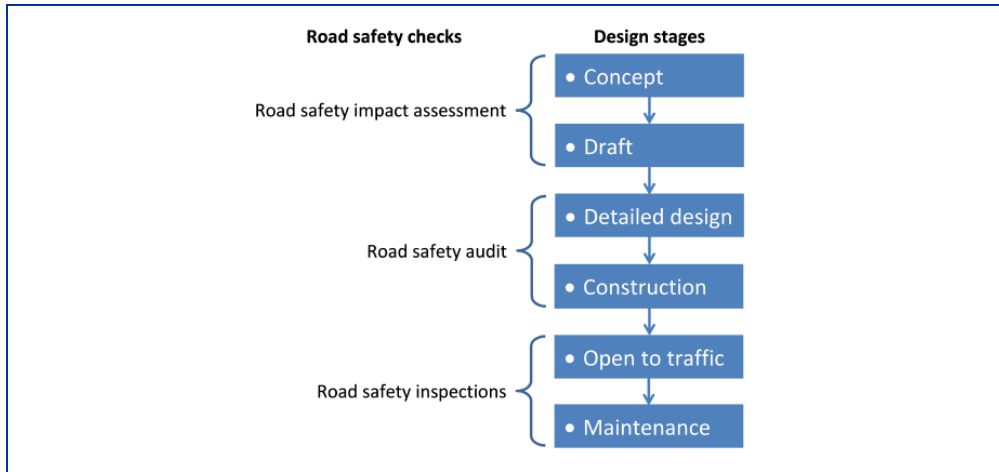 Road safety checks
Design stages
• Concept
Road safety impact assessment
• Draft
• Detailed design
Road safety audit
• Construction
• Open to traffic
Road safety inspections
• Maintenance